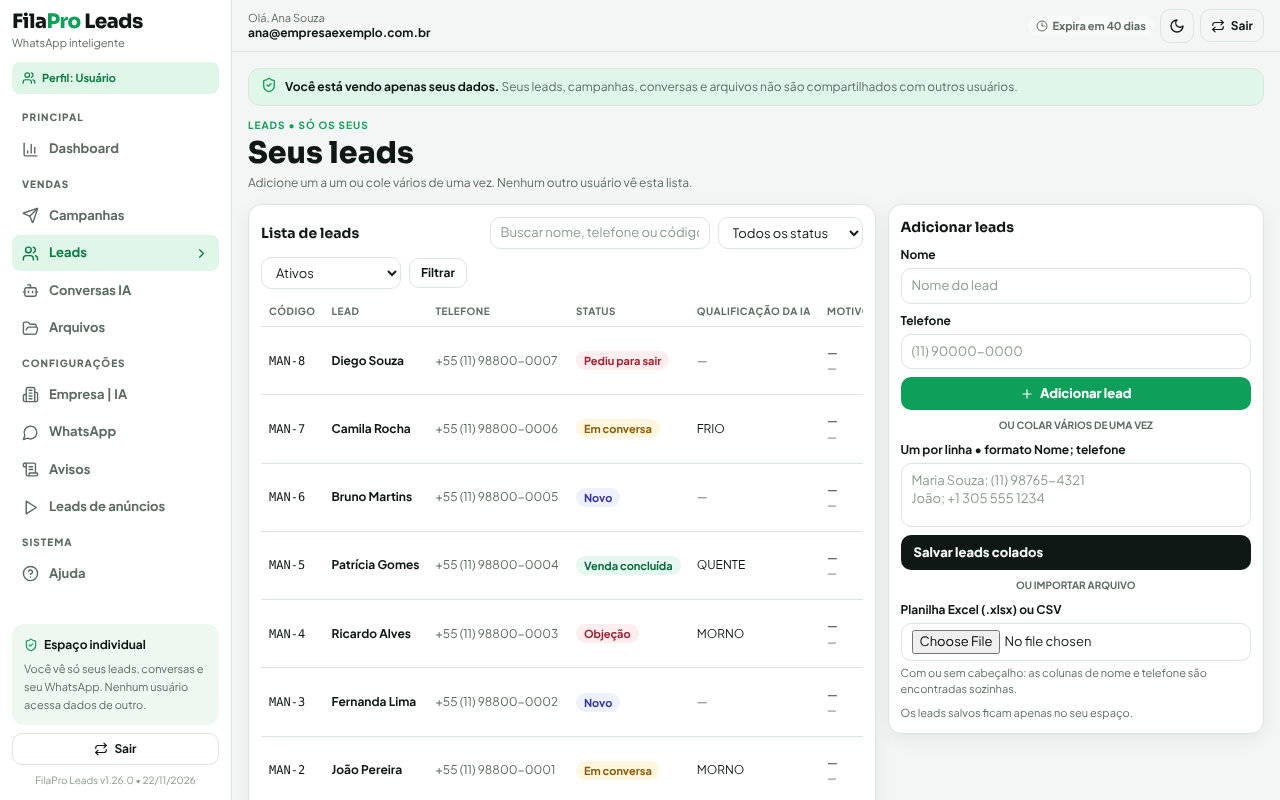 FilaPro Leads
WhatsApp inteligente
Perfil: Usuário
PRINCIPAL
Dashboard
VENDAS
Campanhas
Leads
Conversas IA
Arquivos
CONFIGURAÇÕES
Empresa | IA
WhatsApp
Avisos
Leads de anúncios
SISTEMA
Ajuda
Espaço individual
Você vê só seus leads, conversas e
seu WhatsApp. Nenhum usuário
acessa dados de outro.
Sair
FilaPro Leads v1.26.0 • 22/11/2026
Olá, Ana Souza
ana@empresaexemplo.com.br
Expira em 40 dias
Sair
Você está vendo apenas seus dados. Seus leads, campanhas, conversas e arquivos não são compartilhados com outros usuários.
LEADS • SÓ OS SEUS
Seus leads
Adicione um a um ou cole vários de uma vez. Nenhum outro usuário vê esta lista.
Lista de leads
Buscar nome, telefone ou código
Todos os status
Ativos
Filtrar
CÓDIGO LEAD TELEFONE STATUS QUALIFICAÇÃO DA IA MOTIV
MAN-8 Diego Souza +55 (11) 98800-0007 Pediu para sair — —
—
MAN-7 Camila Rocha +55 (11) 98800-0006 Em conversa FRIO —
—
MAN-6 Bruno Martins +55 (11) 98800-0005 Novo — —
—
MAN-5 Patrícia Gomes +55 (11) 98800-0004 Venda concluída QUENTE —
—
MAN-4 Ricardo Alves +55 (11) 98800-0003 Objeção MORNO —
—
MAN-3 Fernanda Lima +55 (11) 98800-0002 Novo — —
—
MAN-2 João Pereira +55 (11) 98800-0001 Em conversa MORNO —
—
Adicionar leads
Nome
Nome do lead
Telefone
(11) 90000-0000
+ Adicionar lead
OU COLAR VÁRIOS DE UMA VEZ
Um por linha • formato Nome; telefone
Maria Souza; (11) 98765-4321
João; +1 305 555 1234
Salvar leads colados
OU IMPORTAR ARQUIVO
Planilha Excel (.xlsx) ou CSV
Choose File No file chosen
Com ou sem cabeçalho: as colunas de nome e telefone são
encontradas sozinhas.
Os leads salvos ficam apenas no seu espaço.